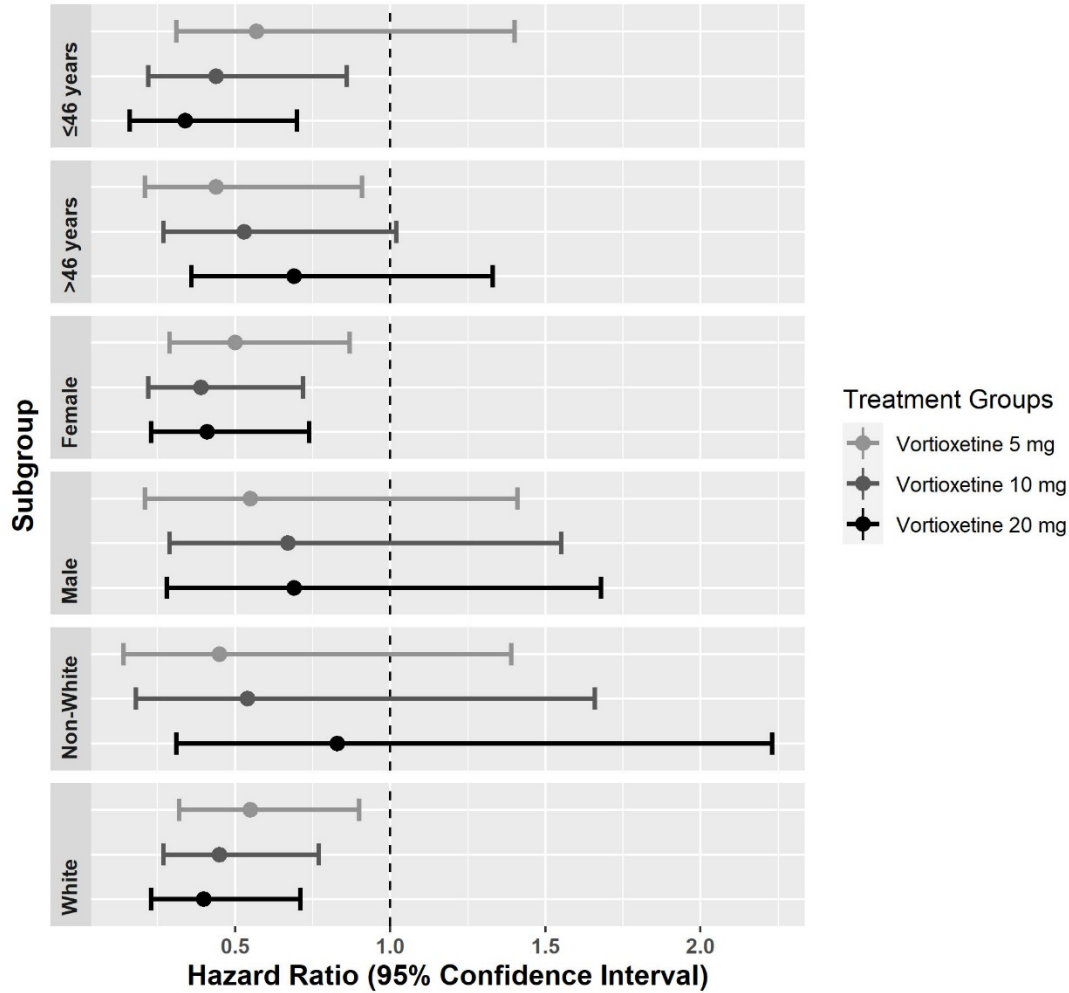 Subgroup
≤46 years
>46 years
Female
Male
Non-White
White
0.5 1.0 1.5 2.0
Hazard Ratio (95% Confidence Interval)
Treatment Groups
Vortioxetine 5 mg
Vortioxetine 10 mg
Vortioxetine 20 mg